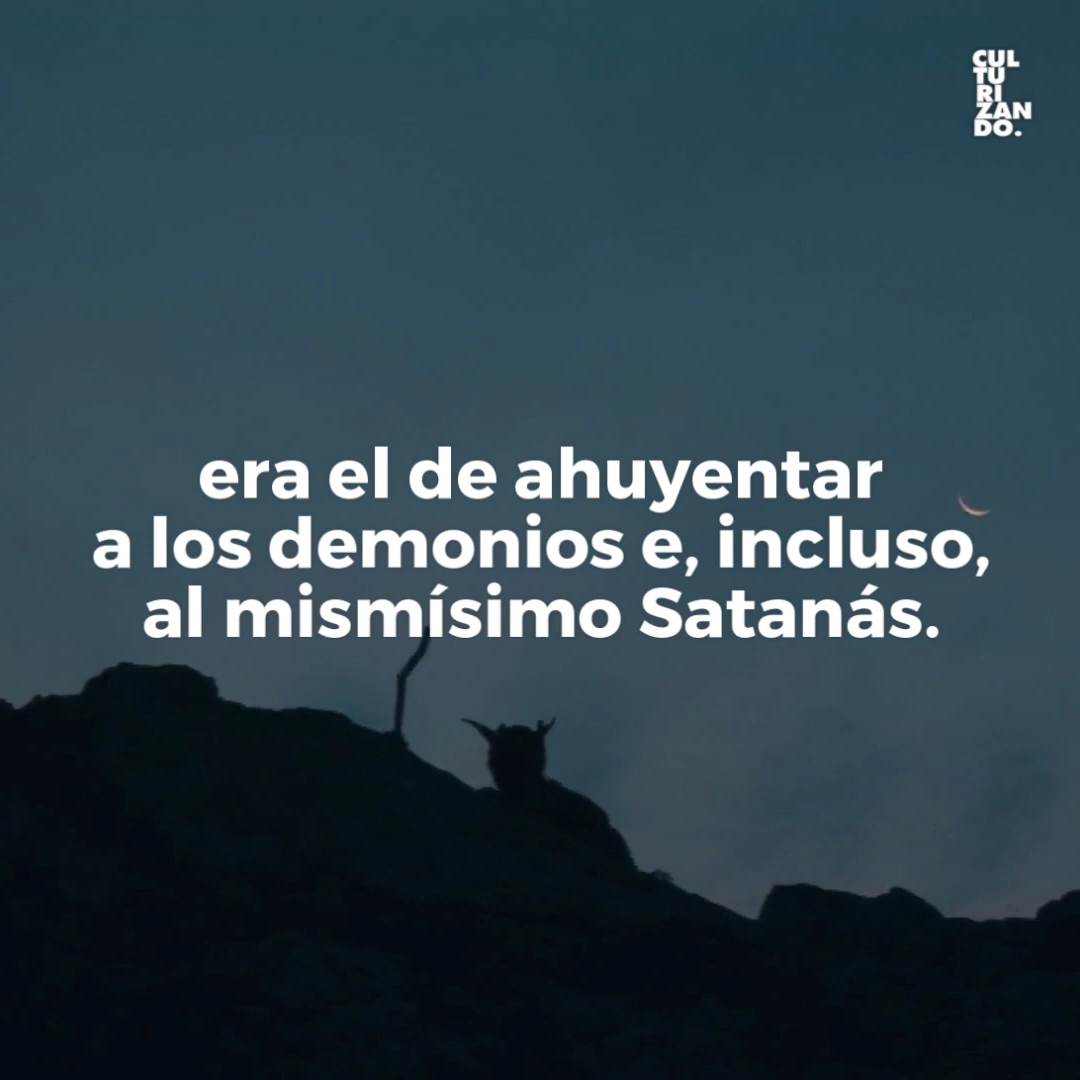 CUL
TU
RI
ZAN
DO.
era el de ahuyentar
a los demonios e, incluso,
al mismísimo Satanás.